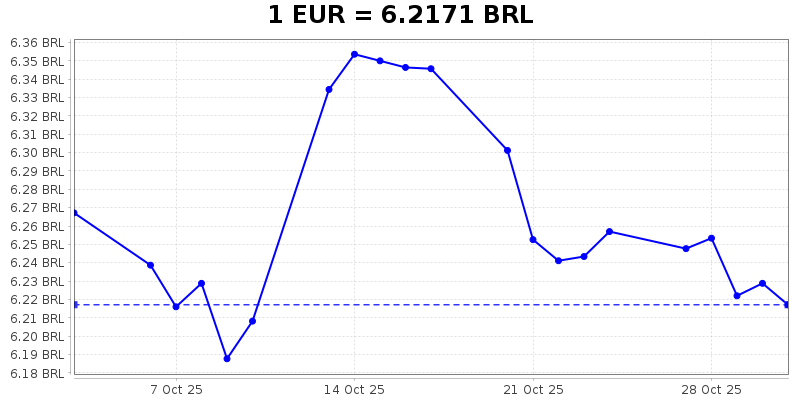 1 EUR = 6.2171 BRL
6.36 BRL
6.35 BRL
6.34 BRL
6.33 BRL
6.32 BRL
6.31 BRL
6.30 BRL
6.29 BRL
6.28 BRL
6.27 BRL
6.26 BRL
6.25 BRL
6.24 BRL
6.23 BRL
6.22 BRL
6.21 BRL
6.20 BRL
6.19 BRL
6.18 BRL
7 Oct 25 14 Oct 25 21 Oct 25 28 Oct 25